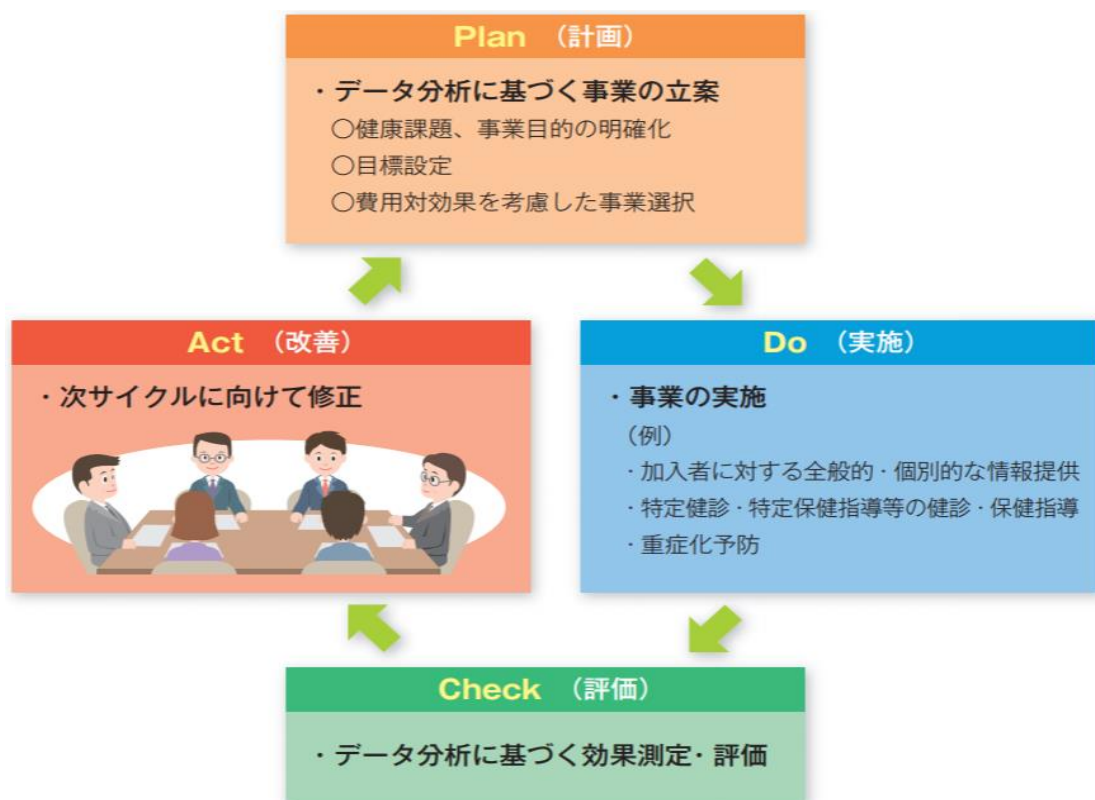 Plan （計画）
・データ分析に基づく事業の立案
○健康課題、事業目的の明確化
○目標設定
○費用対効果を考慮した事業選択
Act （改善）
・次サイクルに向けて修正
Do （実施）
・事業の実施
（例）
・加入者に対する全般的・個別的な情報提供
・特定健診・特定保健指導等の健診・保健指導
・重症化予防
Check （評価）
・データ分析に基づく効果測定・評価